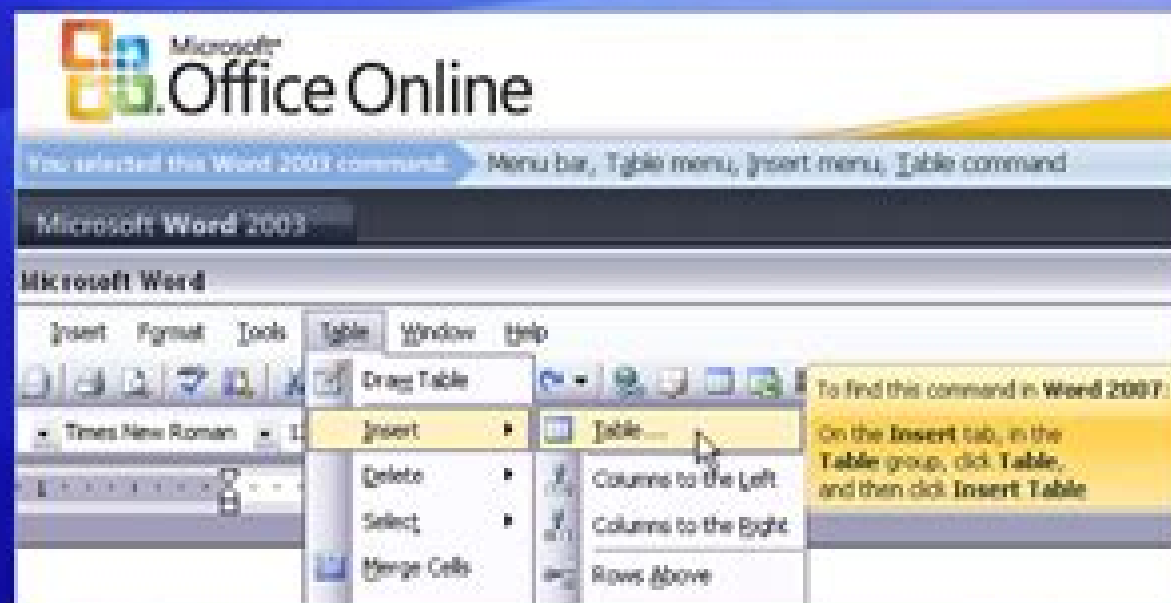 Microsoft®
Office Online
You selected this Word 2003 command: Menu bar, Table menu, Insert menu, Table command
Microsoft Word 2003
Microsoft Word
Insert Format Tools Table Window Help
Draw Table
Times New Roman
Insert Table...
Delete Columns to the Left
Select Columns to the Right
Merge Cells Rows Above
To find this command in Word 2007:
On the Insert tab, in the
Table group, click Table,
and then click Insert Table